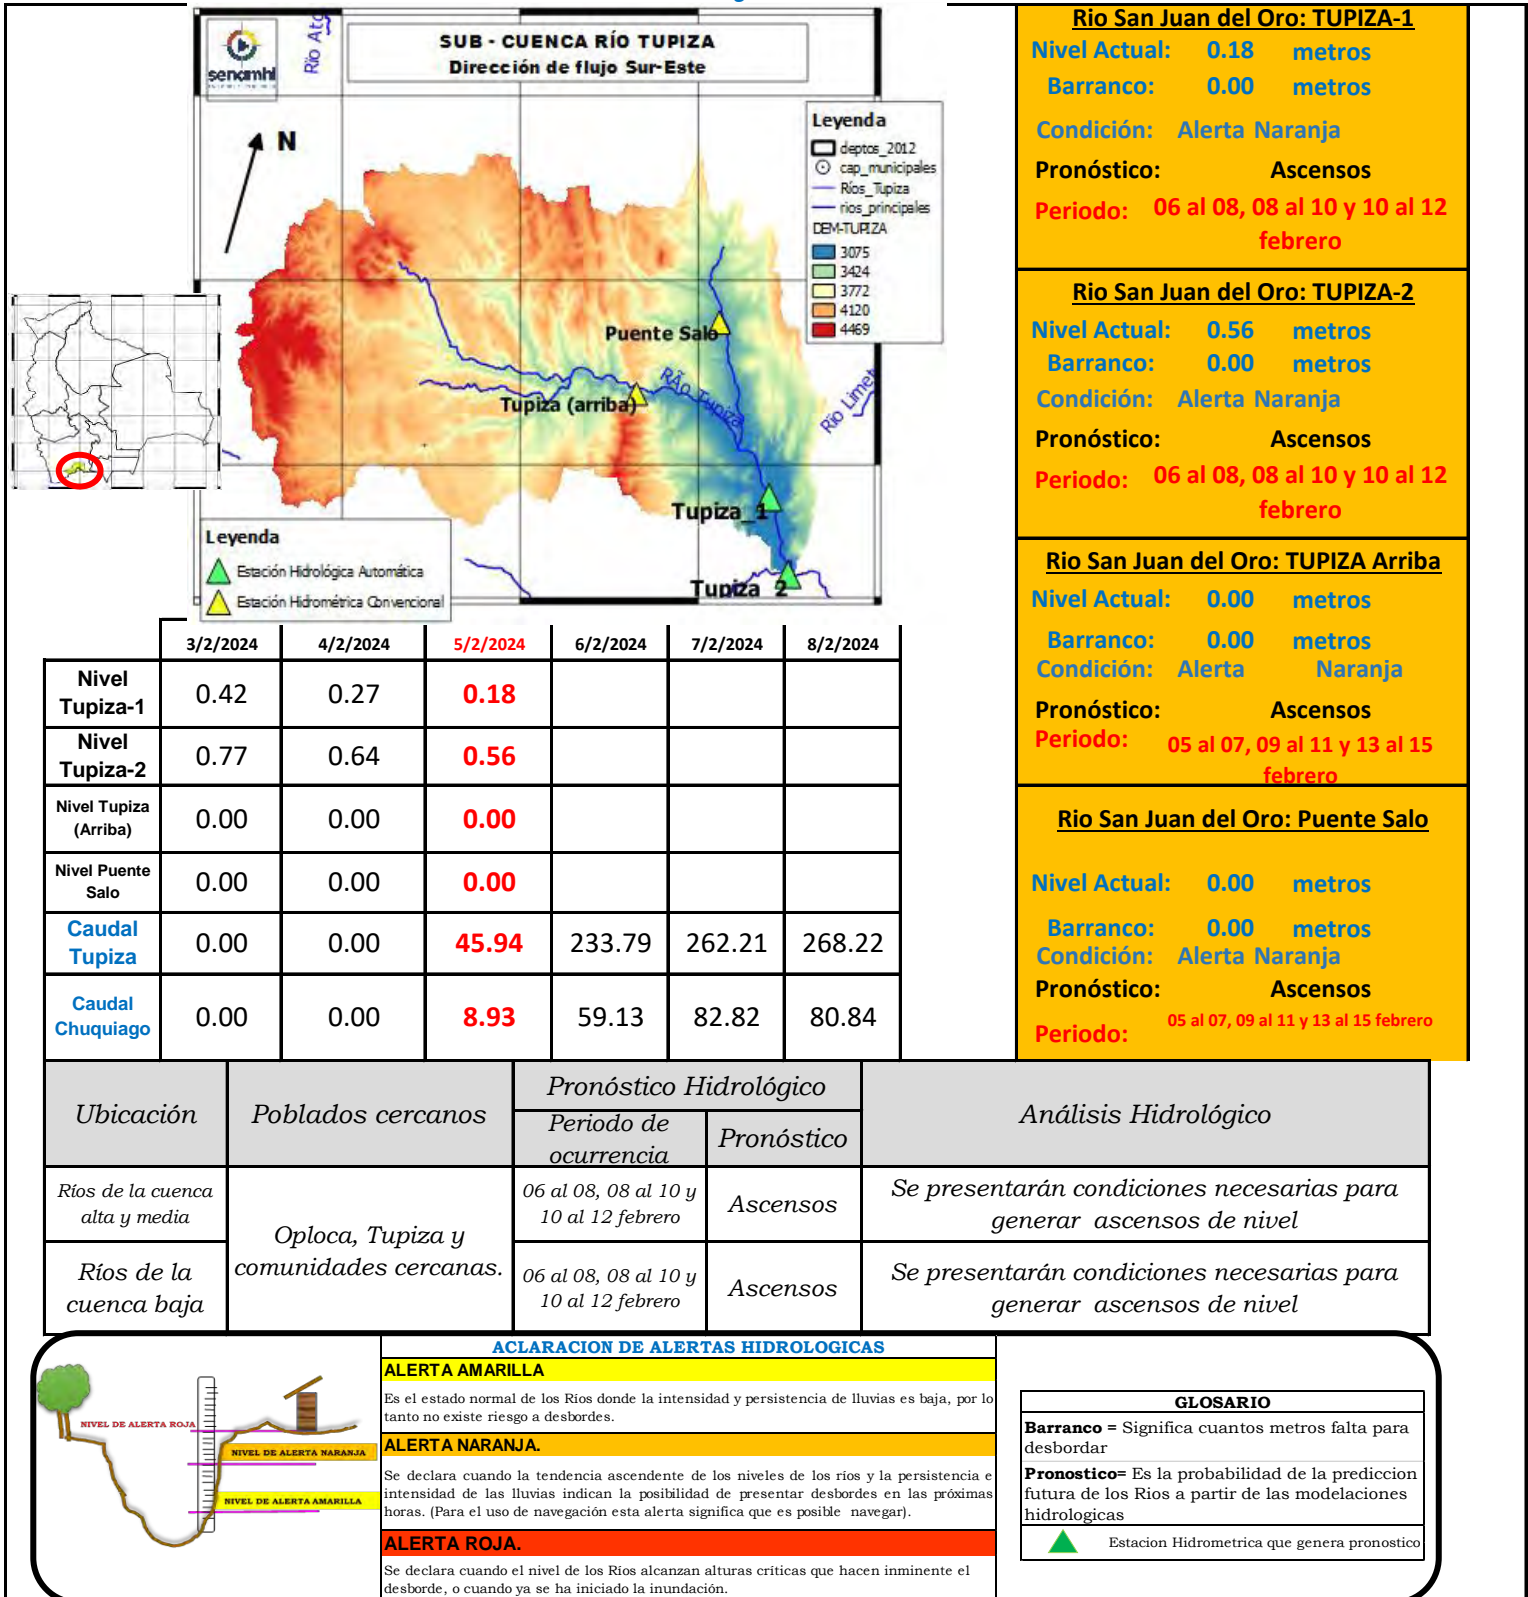 senamhi
SUB - CUENCA RÍO TUPIZA
Dirección de flujo Sur-Este
N
Leyenda
deptos_2012
cap_municipales
Ríos_Tupiza
rios_principales
DEM-TUPIZA
3075
3424
3772
4120
4469
Puente Salo
Tupiza (arriba)
RÃo Tupiza
Tupiza_1
Tupiza_2
Leyenda
Estación Hidrológica Automática
Estación Hidrométrica Convencional
Rio San Juan del Oro: TUPIZA-1
Nivel Actual: 0.18 metros
Barranco: 0.00 metros
Condición: Alerta Naranja
Pronóstico: Ascensos
Periodo: 06 al 08, 08 al 10 y 10 al 12
febrero
Rio San Juan del Oro: TUPIZA-2
Nivel Actual: 0.56 metros
Barranco: 0.00 metros
Condición: Alerta Naranja
Pronóstico: Ascensos
Periodo: 06 al 08, 08 al 10 y 10 al 12
febrero
Rio San Juan del Oro: TUPIZA Arriba
Nivel Actual: 0.00 metros
Barranco: 0.00 metros
Condición: Alerta Naranja
Pronóstico: Ascensos
Periodo: 05 al 07, 09 al 11 y 13 al 15
febrero
Rio San Juan del Oro: Puente Salo
Nivel Actual: 0.00 metros
Barranco: 0.00 metros
Condición: Alerta Naranja
Pronóstico: Ascensos
Periodo: 05 al 07, 09 al 11 y 13 al 15 febrero
3/2/2024 4/2/2024 5/2/2024 6/2/2024 7/2/2024 8/2/2024
Nivel
Tupiza-1 0.42 0.27 0.18
Nivel
Tupiza-2 0.77 0.64 0.56
Nivel Tupiza
(Arriba) 0.00 0.00 0.00
Nivel Puente
Salo 0.00 0.00 0.00
Caudal
Tupiza 0.00 0.00 45.94 233.79 262.21 268.22
Caudal
Chuquiago 0.00 0.00 8.93 59.13 82.82 80.84
Ubicación Poblados cercanos Pronóstico Hidrológico Análisis Hidrológico
Periodo de
ocurrencia Pronóstico
Ríos de la cuenca
alta y media
Oploca, Tupiza y
comunidades cercanas.
06 al 08, 08 al 10 y
10 al 12 febrero
Ascensos
Se presentarán condiciones necesarias para
generar ascensos de nivel
Ríos de la
cuenca baja
06 al 08, 08 al 10 y
10 al 12 febrero
Ascensos
Se presentarán condiciones necesarias para
generar ascensos de nivel
NIVEL DE ALERTA ROJA
NIVEL DE ALERTA NARANJA
NIVEL DE ALERTA AMARILLA
ACLARACION DE ALERTAS HIDROLOGICAS
ALERTA AMARILLA
Es el estado normal de los Ríos donde la intensidad y persistencia de lluvias es baja, por lo
tanto no existe riesgo a desbordes.
ALERTA NARANJA.
Se declara cuando la tendencia ascendente de los niveles de los ríos y la persistencia e
intensidad de las lluvias indican la posibilidad de presentar desbordes en las próximas
horas. (Para el uso de navegación esta alerta significa que es posible navegar).
ALERTA ROJA.
Se declara cuando el nivel de los Ríos alcanzan alturas críticas que hacen inminente el
desborde, o cuando ya se ha iniciado la inundación.
GLOSARIO
Barranco = Significa cuantos metros falta para
desbordar
Pronostico= Es la probabilidad de la prediccion
futura de los Rios a partir de las modelaciones
hidrologicas
Estacion Hidrometrica que genera pronostico